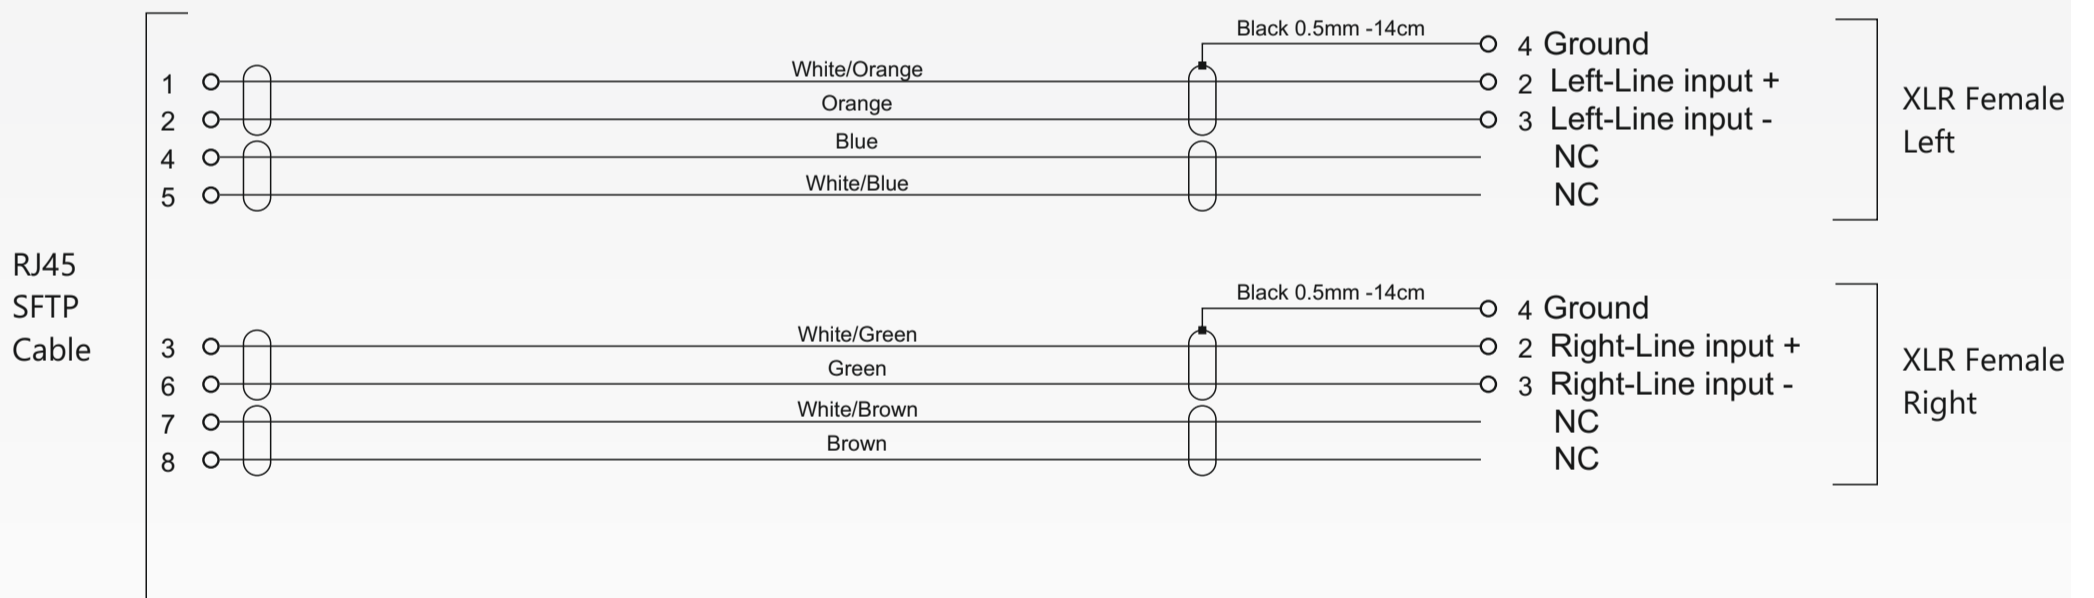 Black 0.5mm -14cm
4 Ground
1 White/Orange 2 Left-Line input +
2 Orange 3 Left-Line input -
4 Blue NC
5 White/Blue NC
XLR Female
Left
RJ45
SFTP
Cable
Black 0.5mm -14cm
4 Ground
3 White/Green 2 Right-Line input +
6 Green 3 Right-Line input -
7 White/Brown NC
8 Brown NC
XLR Female
Right